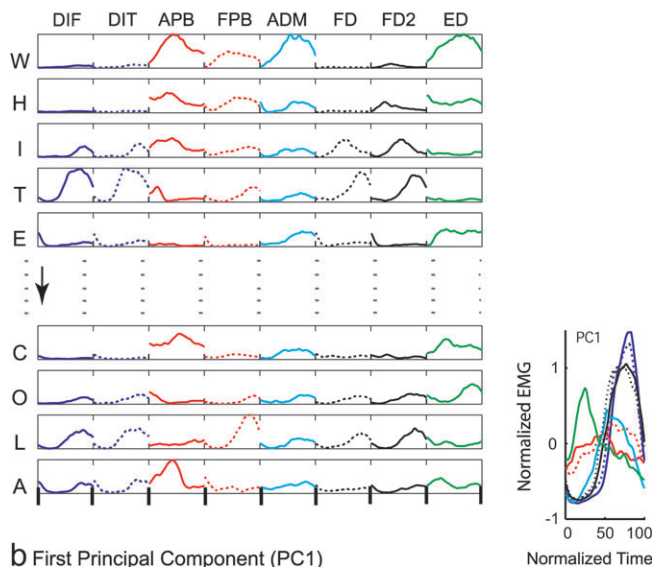 DIF DIT APB FPB ADM FD FD2 ED
W
H
I
T
E
C
O
L
A
PC1
Normalized EMG
1
0
-1
0 50 100
Normalized Time
b First Principal Component (PC1)